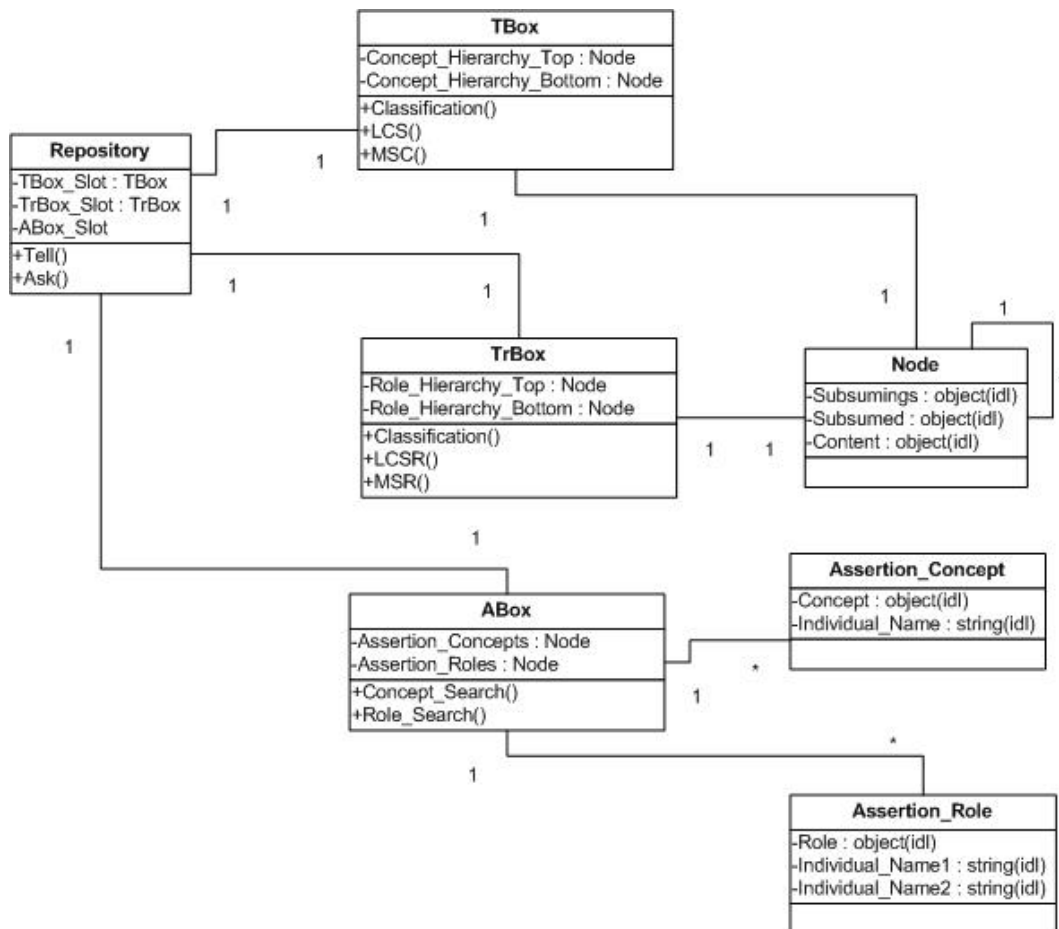 TBox
-Concept_Hierarchy_Top : Node
-Concept_Hierarchy_Bottom : Node
+Classification()
+LCS()
+MSC()
Repository
-TBox_Slot : TBox
-TrBox_Slot : TrBox
-ABox_Slot
+Tell()
+Ask()
1
1
1
1
1
1
1
1
TrBox
-Role_Hierarchy_Top : Node
-Role_Hierarchy_Bottom : Node
+Classification()
+LCSR()
+MSR()
1
1
Node
-Subsumings : object(idl)
-Subsumed : object(idl)
-Content : object(idl)
1
ABox
-Assertion_Concepts : Node
-Assertion_Roles : Node
+Concept_Search()
+Role_Search()
1
*
Assertion_Concept
-Concept : object(idl)
-Individual_Name : string(idl)
1
*
Assertion_Role
-Role : object(idl)
-Individual_Name1 : string(idl)
-Individual_Name2 : string(idl)